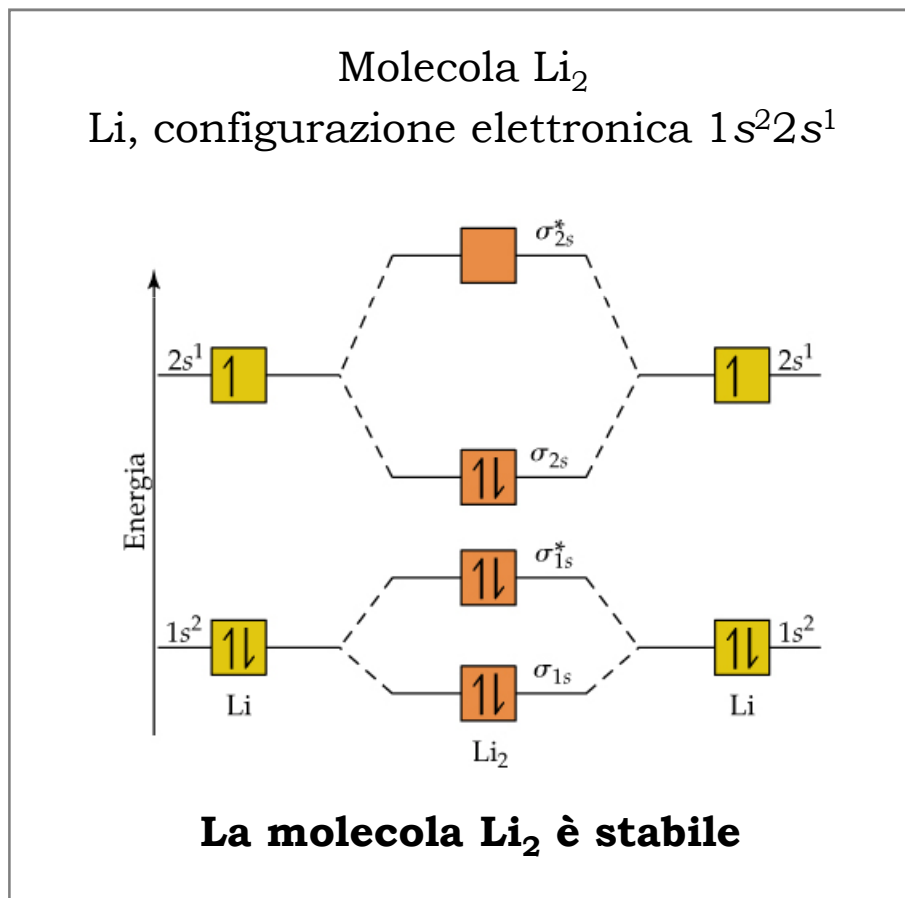 Molecola Li₂
Li, configurazione elettronica 1s²2s¹
σ*₂s
2s¹ 2s¹
σ₂s
Energia
σ*₁s
1s² 1s²
σ₁s
Li Li
Li₂
La molecola Li₂ è stabile